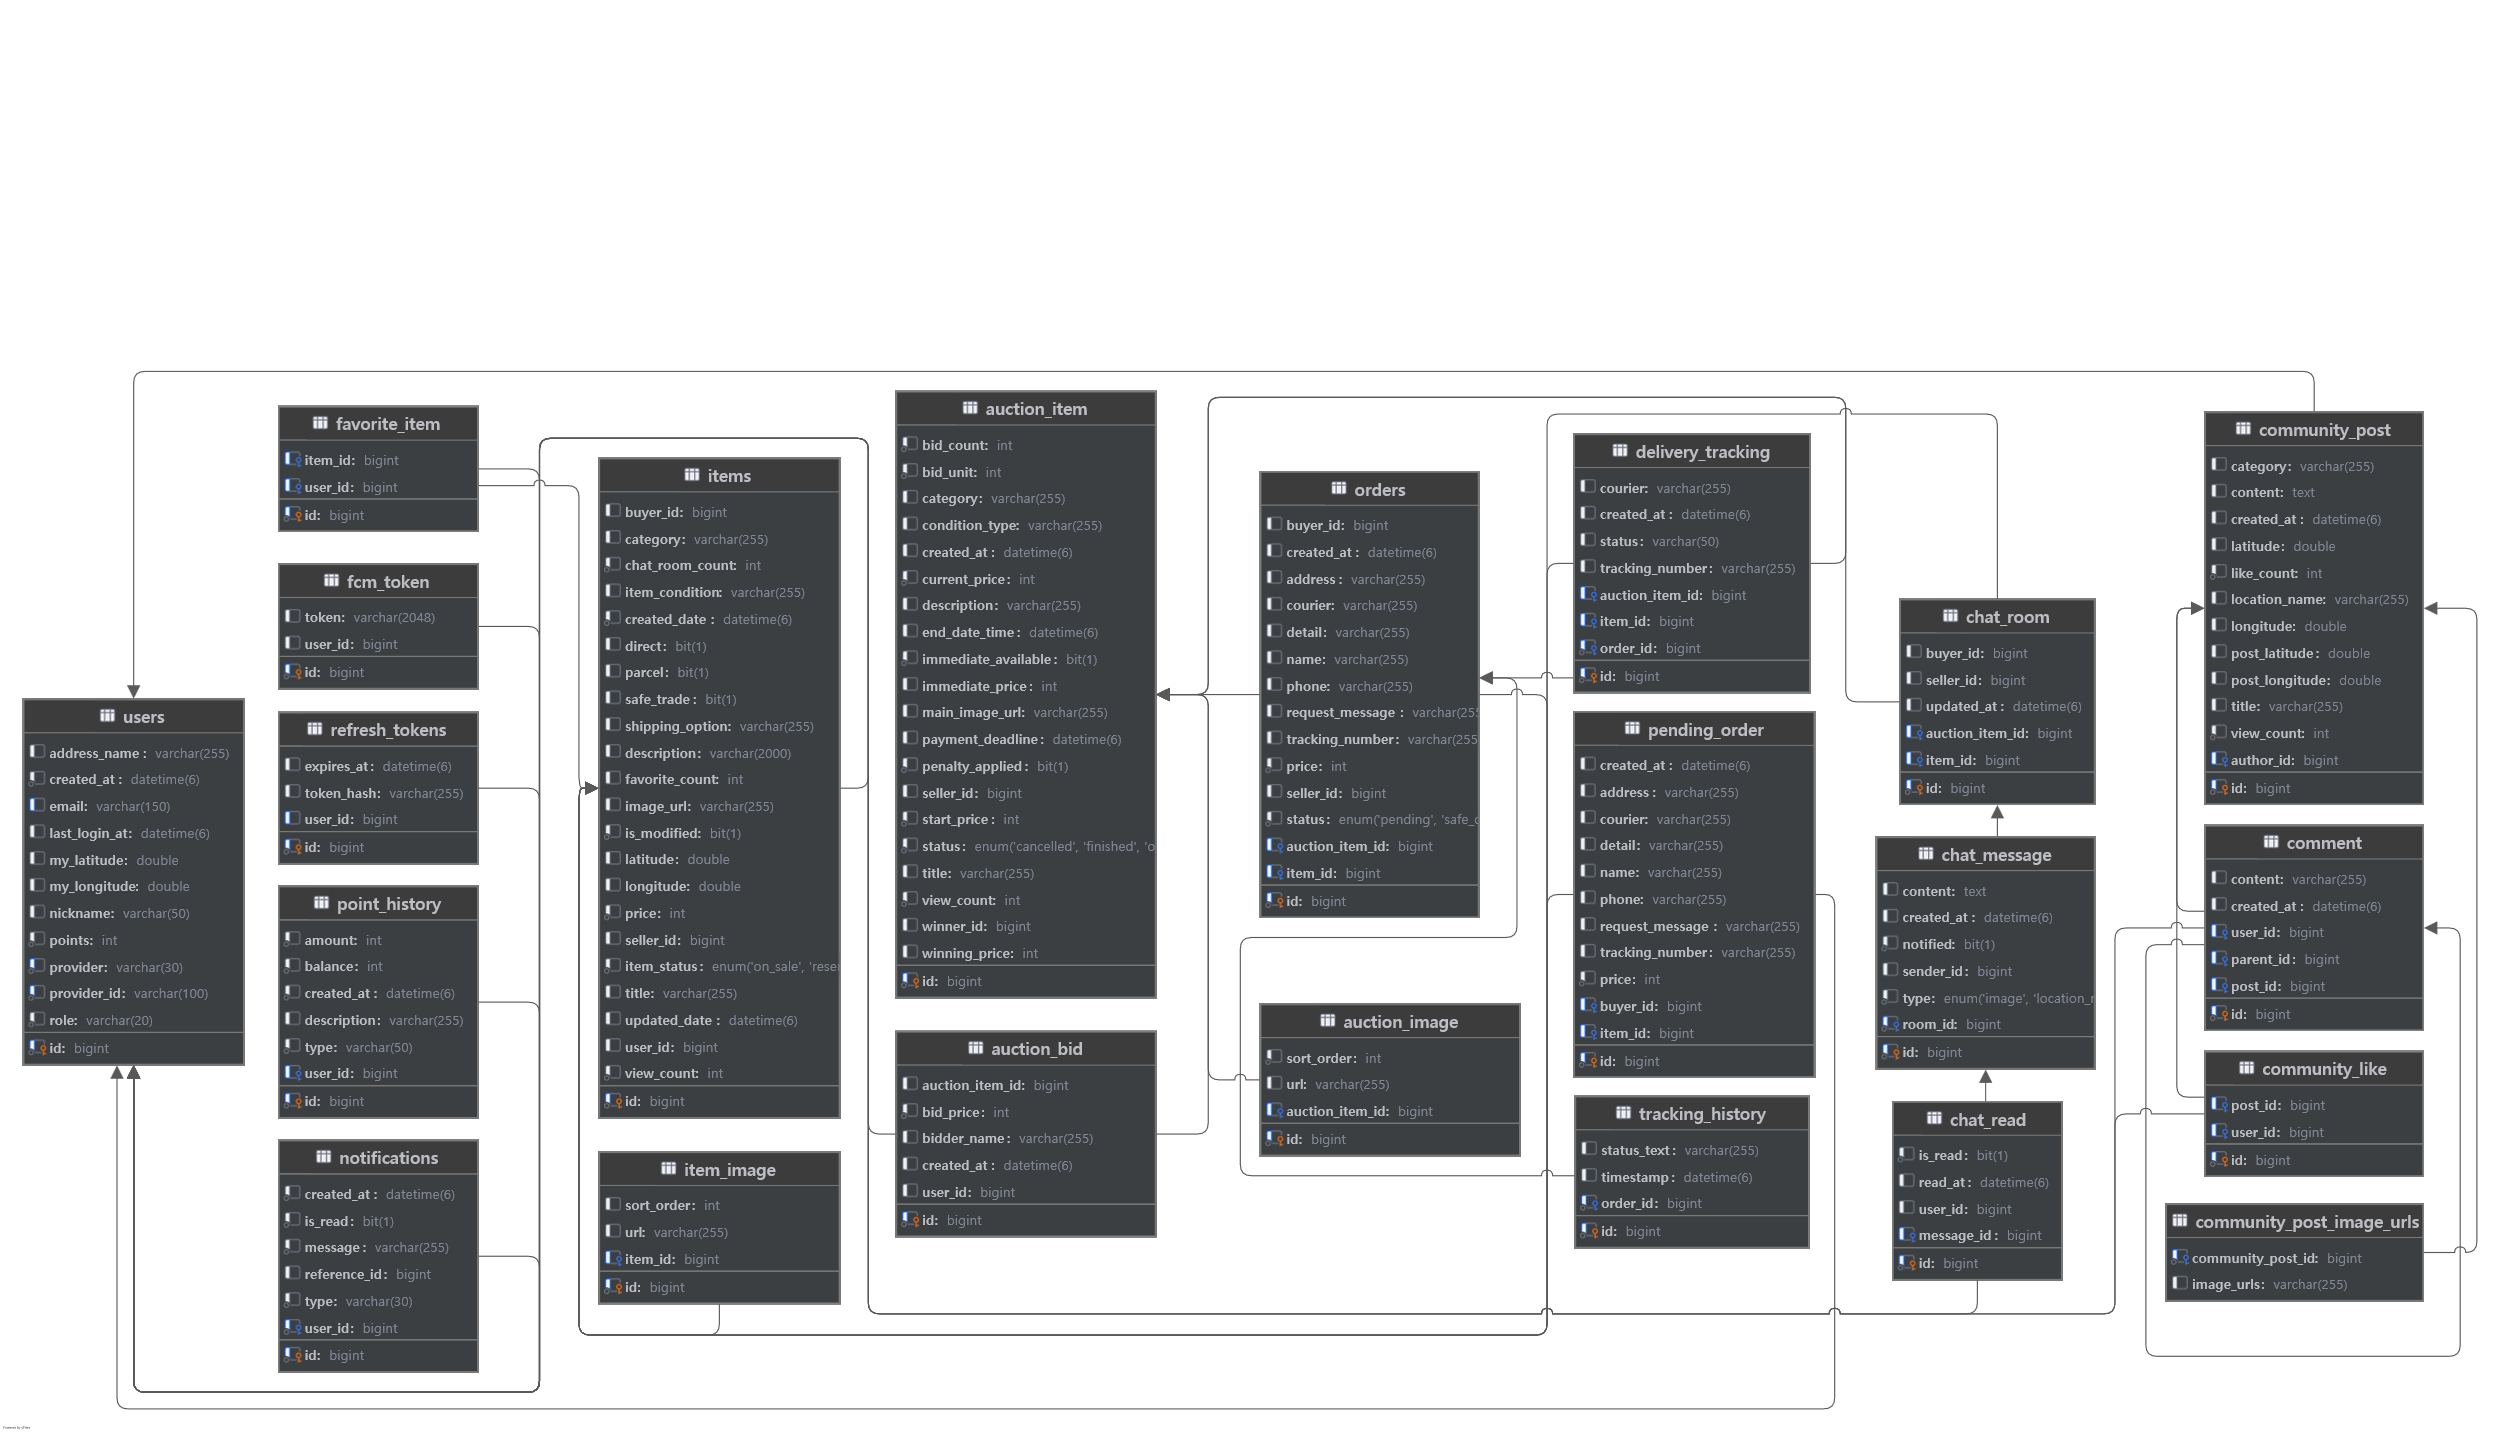 users
address_name: varchar(255)
created_at: datetime(6)
email: varchar(150)
last_login_at: datetime(6)
my_latitude: double
my_longitude: double
nickname: varchar(50)
points: int
provider: varchar(30)
provider_id: varchar(100)
role: varchar(20)
id: bigint
favorite_item
item_id: bigint
user_id: bigint
id: bigint
fcm_token
token: varchar(2048)
user_id: bigint
id: bigint
refresh_tokens
expires_at: datetime(6)
token_hash: varchar(255)
user_id: bigint
id: bigint
point_history
amount: int
balance: int
created_at: datetime(6)
description: varchar(255)
type: varchar(50)
user_id: bigint
id: bigint
notifications
created_at: datetime(6)
is_read: bit(1)
message: varchar(255)
reference_id: bigint
type: varchar(30)
user_id: bigint
id: bigint
items
buyer_id: bigint
category: varchar(255)
chat_room_count: int
item_condition: varchar(255)
created_date: datetime(6)
direct: bit(1)
parcel: bit(1)
safe_trade: bit(1)
shipping_option: varchar(255)
description: varchar(2000)
favorite_count: int
image_url: varchar(255)
is_modified: bit(1)
latitude: double
longitude: double
price: int
seller_id: bigint
item_status: enum('on_sale', 'rese
title: varchar(255)
updated_date: datetime(6)
user_id: bigint
view_count: int
id: bigint
item_image
sort_order: int
url: varchar(255)
item_id: bigint
id: bigint
auction_item
bid_count: int
bid_unit: int
category: varchar(255)
condition_type: varchar(255)
created_at: datetime(6)
current_price: int
description: varchar(255)
end_date_time: datetime(6)
immediate_available: bit(1)
immediate_price: int
main_image_url: varchar(255)
payment_deadline: datetime(6)
penalty_applied: bit(1)
seller_id: bigint
start_price: int
status: enum('cancelled', 'finished', 'o
title: varchar(255)
view_count: int
winner_id: bigint
winning_price: int
id: bigint
auction_bid
auction_item_id: bigint
bid_price: int
bidder_name: varchar(255)
created_at: datetime(6)
user_id: bigint
id: bigint
orders
buyer_id: bigint
created_at: datetime(6)
address: varchar(255)
courier: varchar(255)
detail: varchar(255)
name: varchar(255)
phone: varchar(255)
request_message: varchar(255
tracking_number: varchar(255
price: int
seller_id: bigint
status: enum('pending', 'safe_c
auction_item_id: bigint
item_id: bigint
id: bigint
auction_image
sort_order: int
url: varchar(255)
auction_item_id: bigint
id: bigint
delivery_tracking
courier: varchar(255)
created_at: datetime(6)
status: varchar(50)
tracking_number: varchar(255)
auction_item_id: bigint
item_id: bigint
order_id: bigint
id: bigint
pending_order
created_at: datetime(6)
address: varchar(255)
courier: varchar(255)
detail: varchar(255)
name: varchar(255)
phone: varchar(255)
request_message: varchar(255)
tracking_number: varchar(255)
price: int
buyer_id: bigint
item_id: bigint
id: bigint
tracking_history
status_text: varchar(255)
timestamp: datetime(6)
order_id: bigint
id: bigint
chat_room
buyer_id: bigint
seller_id: bigint
updated_at: datetime(6)
auction_item_id: bigint
item_id: bigint
id: bigint
chat_message
content: text
created_at: datetime(6)
notified: bit(1)
sender_id: bigint
type: enum('image', 'location_r
room_id: bigint
id: bigint
chat_read
is_read: bit(1)
read_at: datetime(6)
user_id: bigint
message_id: bigint
id: bigint
community_post
category: varchar(255)
content: text
created_at: datetime(6)
latitude: double
like_count: int
location_name: varchar(255)
longitude: double
post_latitude: double
post_longitude: double
title: varchar(255)
view_count: int
author_id: bigint
id: bigint
comment
content: varchar(255)
created_at: datetime(6)
user_id: bigint
parent_id: bigint
post_id: bigint
id: bigint
community_like
post_id: bigint
user_id: bigint
id: bigint
community_post_image_urls
community_post_id: bigint
image_urls: varchar(255)
Powered by yFiles